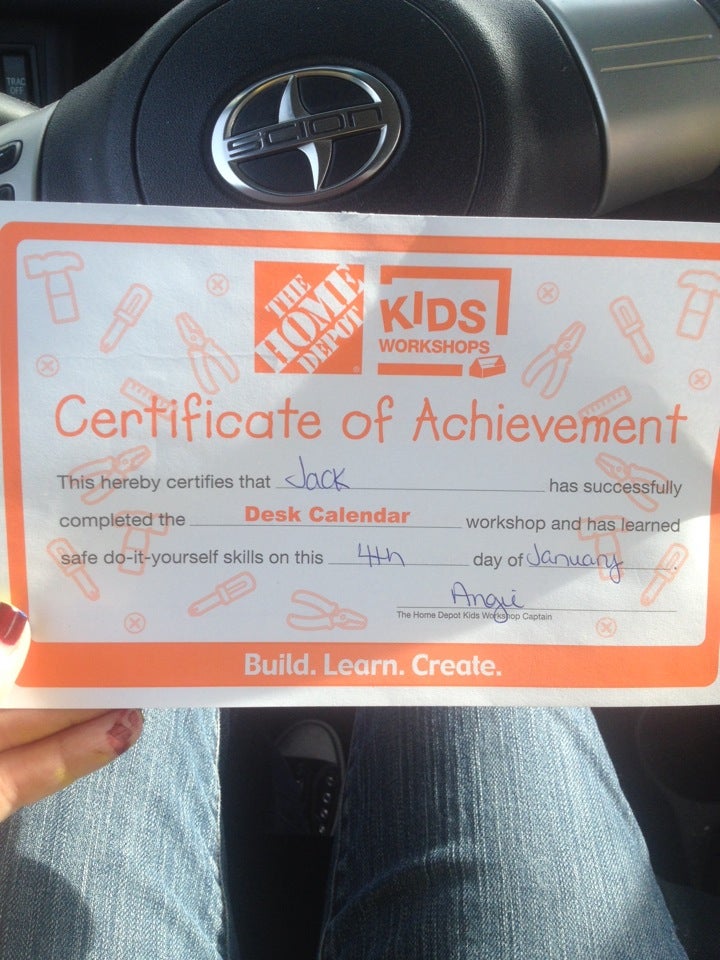 TRAC
OFF
SCION
THE
HOME
DEPOT
KIDS
WORKSHOPS
Certificate of Achievement
This hereby certifies that Jack has successfully
completed the Desk Calendar workshop and has learned
safe do-it-yourself skills on this 4th day of January.
Angie
The Home Depot Kids Workshop Captain
Build. Learn. Create.